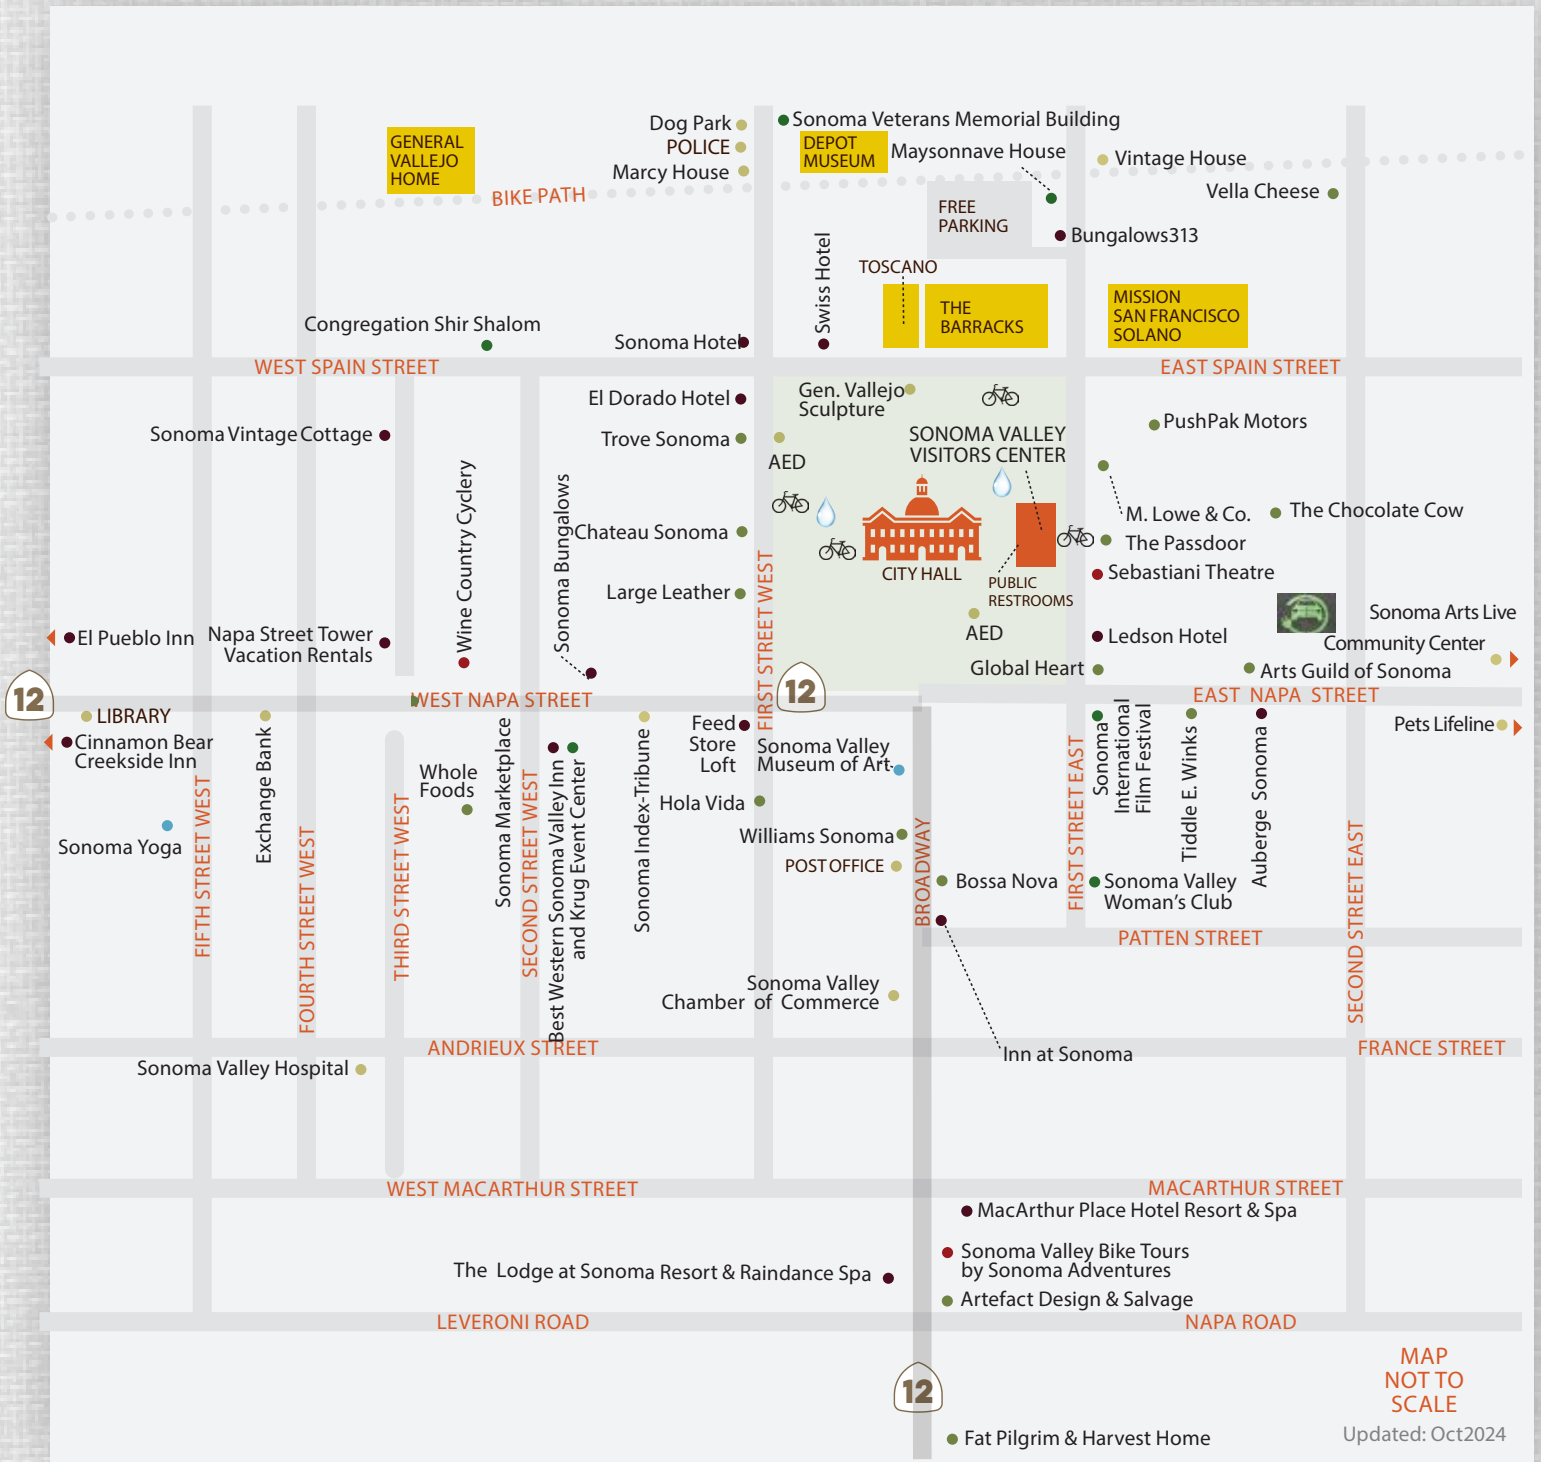 Dog Park
POLICE
Marcy House
Sonoma Veterans Memorial Building
GENERAL
VALLEJO
HOME
DEPOT
MUSEUM
Maysonnave House
Vintage House
BIKE PATH
Vella Cheese
FREE
PARKING
Bungalows313
TOSCANO
Swiss Hotel
THE
BARRACKS
MISSION
SAN FRANCISCO
SOLANO
Congregation Shir Shalom
Sonoma Hotel
WEST SPAIN STREET
EAST SPAIN STREET
El Dorado Hotel
Gen. Vallejo
Sculpture
PushPak Motors
Sonoma Vintage Cottage
Trove Sonoma
AED
SONOMA VALLEY
VISITORS CENTER
Wine Country Cyclery
Sonoma Bungalows
Chateau Sonoma
M. Lowe & Co.
The Chocolate Cow
The Passdoor
CITY HALL
Sebastiani Theatre
PUBLIC
RESTROOMS
Large Leather
FIRST STREET WEST
AED
Sonoma Arts Live
Community Center
El Pueblo Inn
Napa Street Tower
Vacation Rentals
Ledson Hotel
Global Heart
Arts Guild of Sonoma
12
WEST NAPA STREET
12
EAST NAPA STREET
LIBRARY
Cinnamon Bear
Creekside Inn
Exchange Bank
Whole
Foods
Sonoma Marketplace
Best Western Sonoma Valley Inn
and Krug Event Center
Sonoma Index-Tribune
Feed
Store
Loft
Sonoma Valley
Museum of Art
Sonoma
International
Film Festival
Tiddle E. Winks
Auberge Sonoma
Pets Lifeline
Hola Vida
Williams Sonoma
POST OFFICE
Sonoma Yoga
FIFTH STREET WEST
FOURTH STREET WEST
THIRD STREET WEST
SECOND STREET WEST
BROADWAY
Bossa Nova
FIRST STREET EAST
Sonoma Valley
Woman’s Club
SECOND STREET EAST
PATTEN STREET
Sonoma Valley
Chamber of Commerce
ANDRIEUX STREET
Inn at Sonoma
FRANCE STREET
Sonoma Valley Hospital
WEST MACARTHUR STREET
MACARTHUR STREET
MacArthur Place Hotel Resort & Spa
Sonoma Valley Bike Tours
by Sonoma Adventures
The Lodge at Sonoma Resort & Raindance Spa
Artefact Design & Salvage
LEVERONI ROAD
NAPA ROAD
MAP
NOT TO
SCALE
12
Updated: Oct2024
Fat Pilgrim & Harvest Home